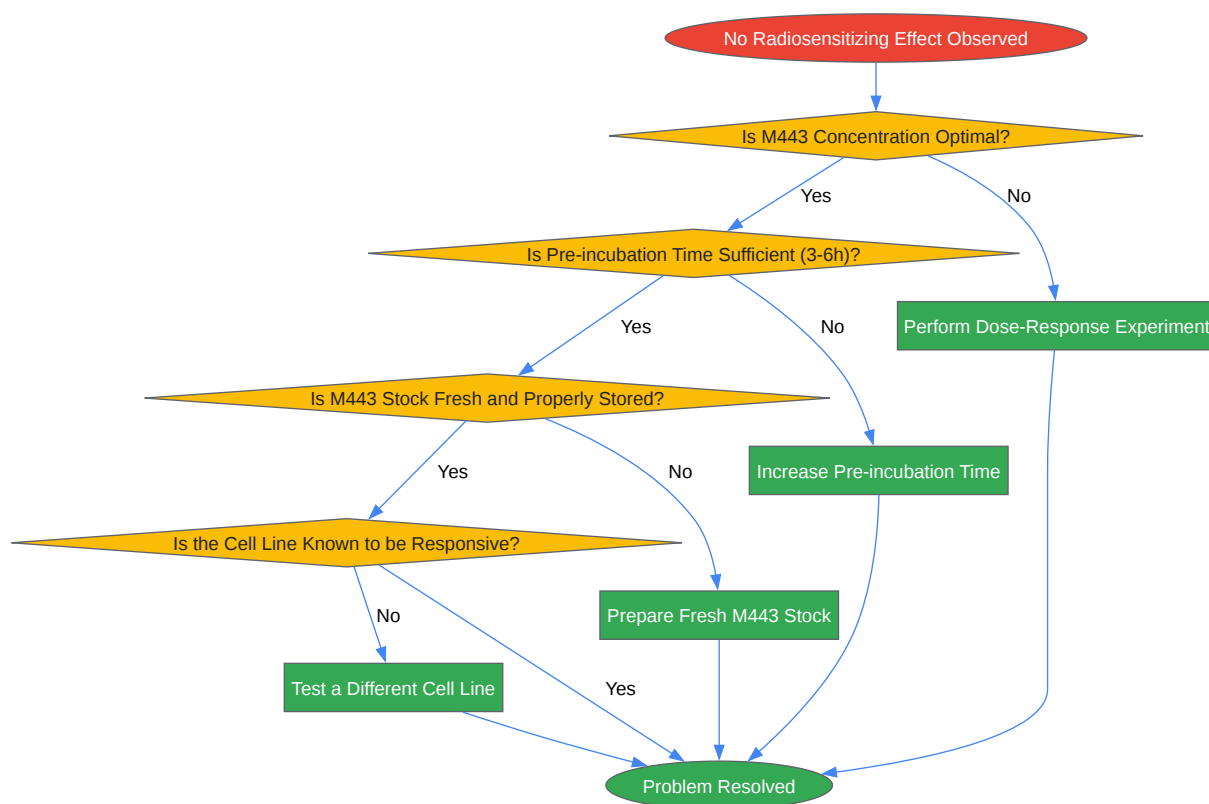 No Radiosensitizing Effect Observed
Is M443 Concentration Optimal?
Yes
No
Is Pre-incubation Time Sufficient (3-6h)?
Perform Dose-Response Experiment
Yes
No
Is M443 Stock Fresh and Properly Stored?
Increase Pre-incubation Time
Yes
No
Is the Cell Line Known to be Responsive?
Prepare Fresh M443 Stock
No
Yes
Test a Different Cell Line
Problem Resolved